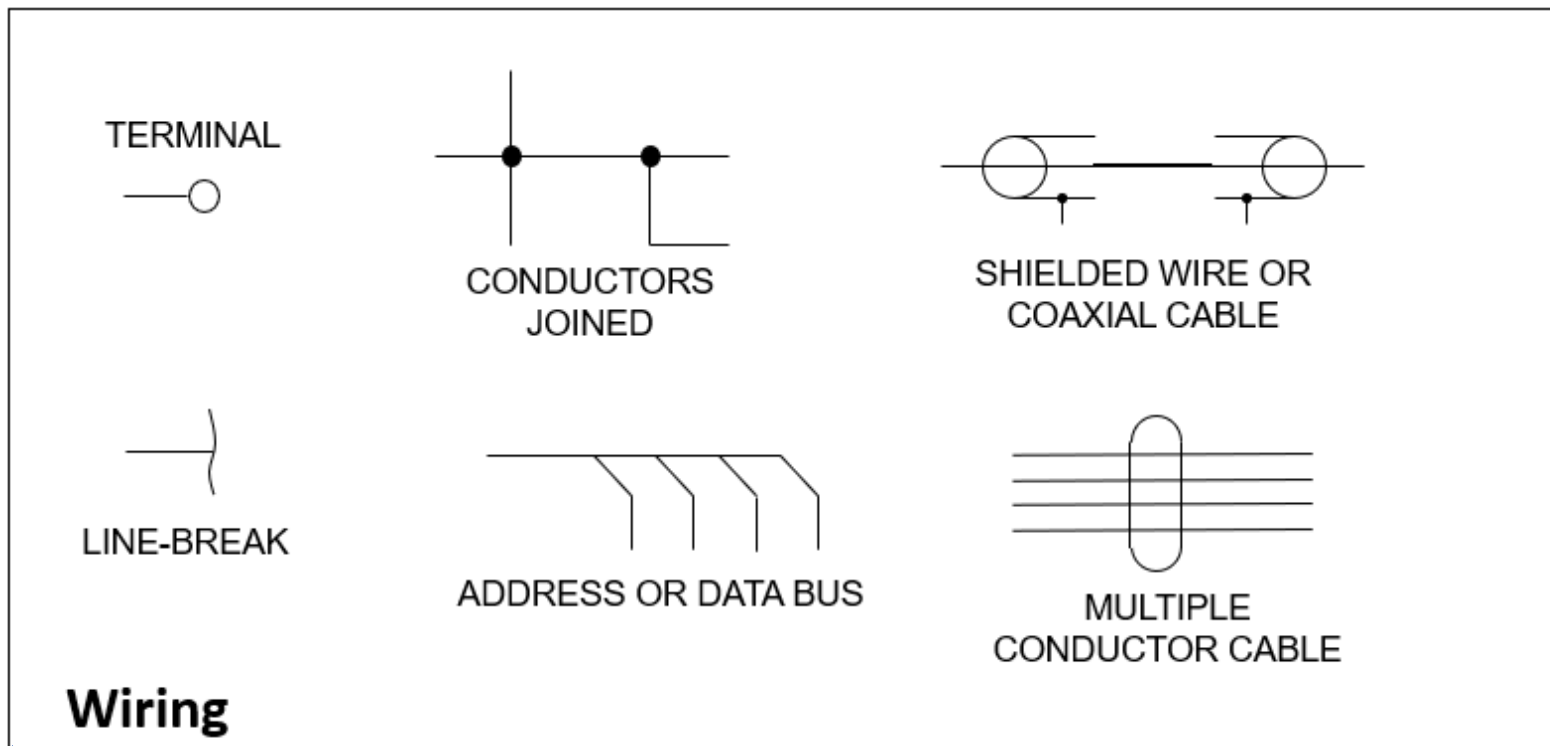 TERMINAL
CONDUCTORS
JOINED
SHIELDED WIRE OR
COAXIAL CABLE
LINE-BREAK
ADDRESS OR DATA BUS
MULTIPLE
CONDUCTOR CABLE
Wiring